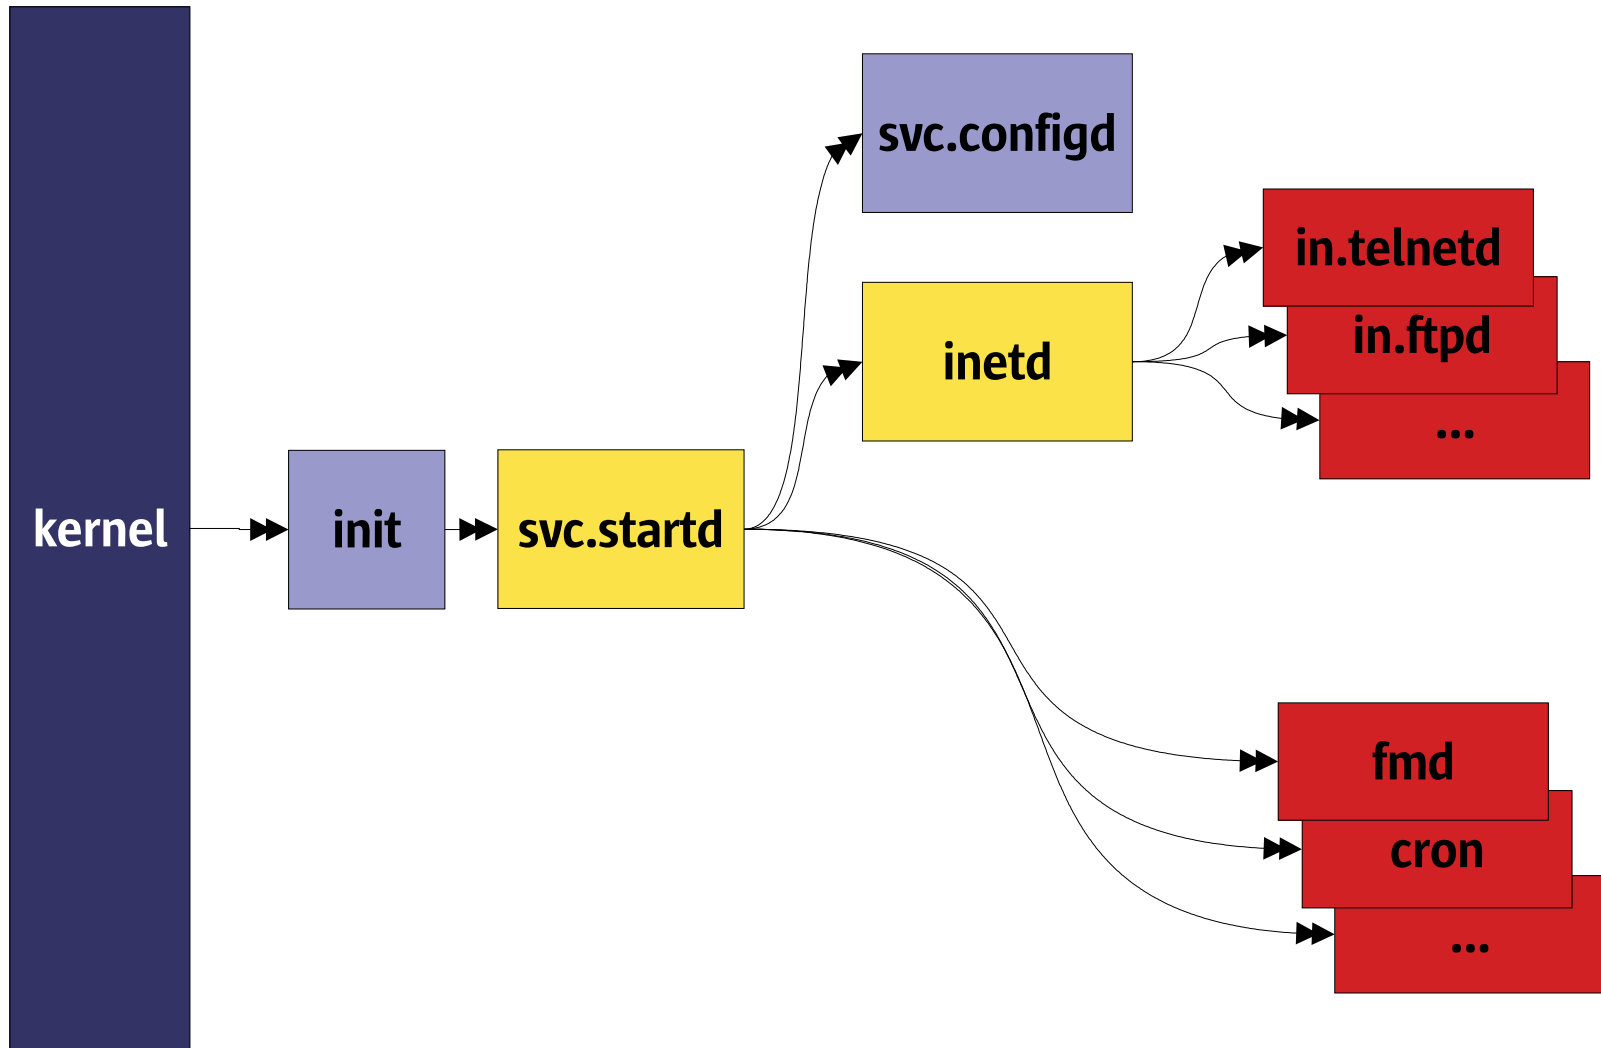 kernel
init
svc.startd
svc.configd
inetd
in.telnetd
in.ftpd
...
fmd
cron
...